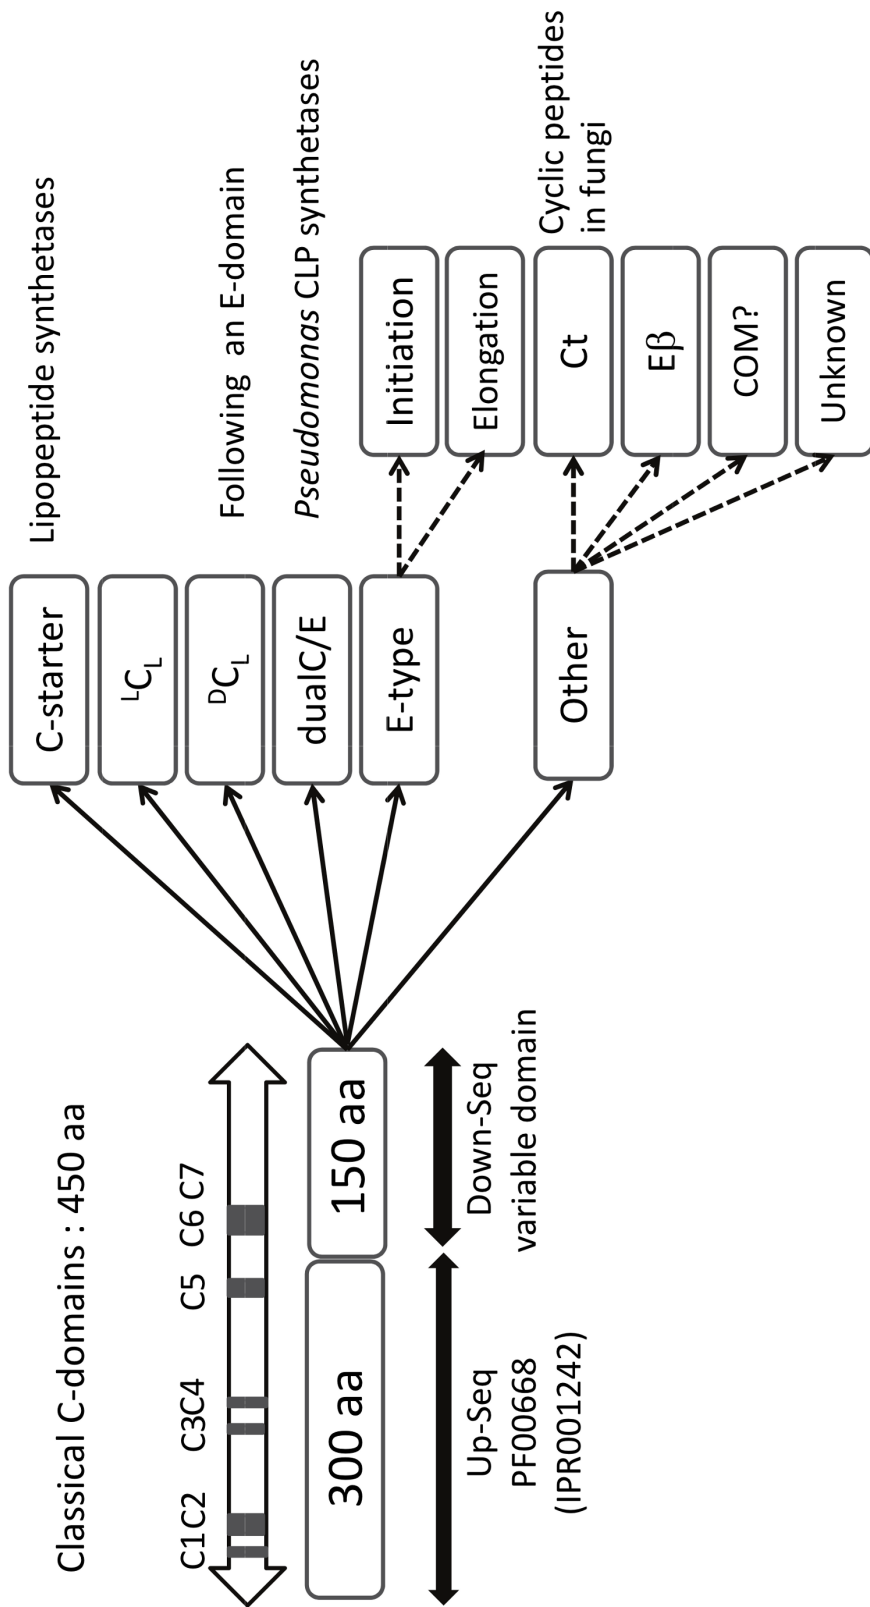 Classical C-domains : 450 aa
C1 C2 C3C4 C5 C6 C7
300 aa
150 aa
Up-Seq
PF00668
(IPR001242)
Down-Seq
variable domain
C-starter
Lipopeptide synthetases
LCL
DCL
Following an E-domain
dualC/E
Pseudomonas CLP synthetases
E-type
Initiation
Elongation
Other
Ct
Cyclic peptides
in fungi
Eβ
COM?
Unknown